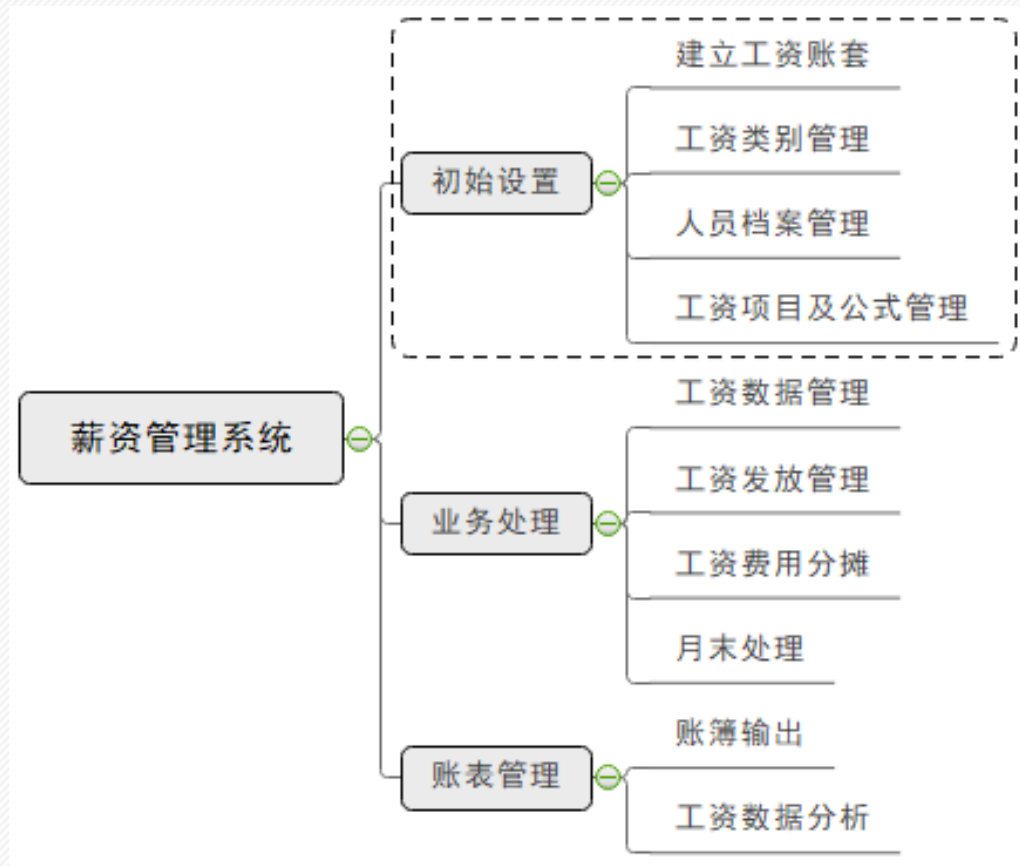 薪资管理系统
初始设置
建立工资账套
工资类别管理
人员档案管理
工资项目及公式管理
业务处理
工资数据管理
工资发放管理
工资费用分摊
月末处理
账表管理
账簿输出
工资数据分析